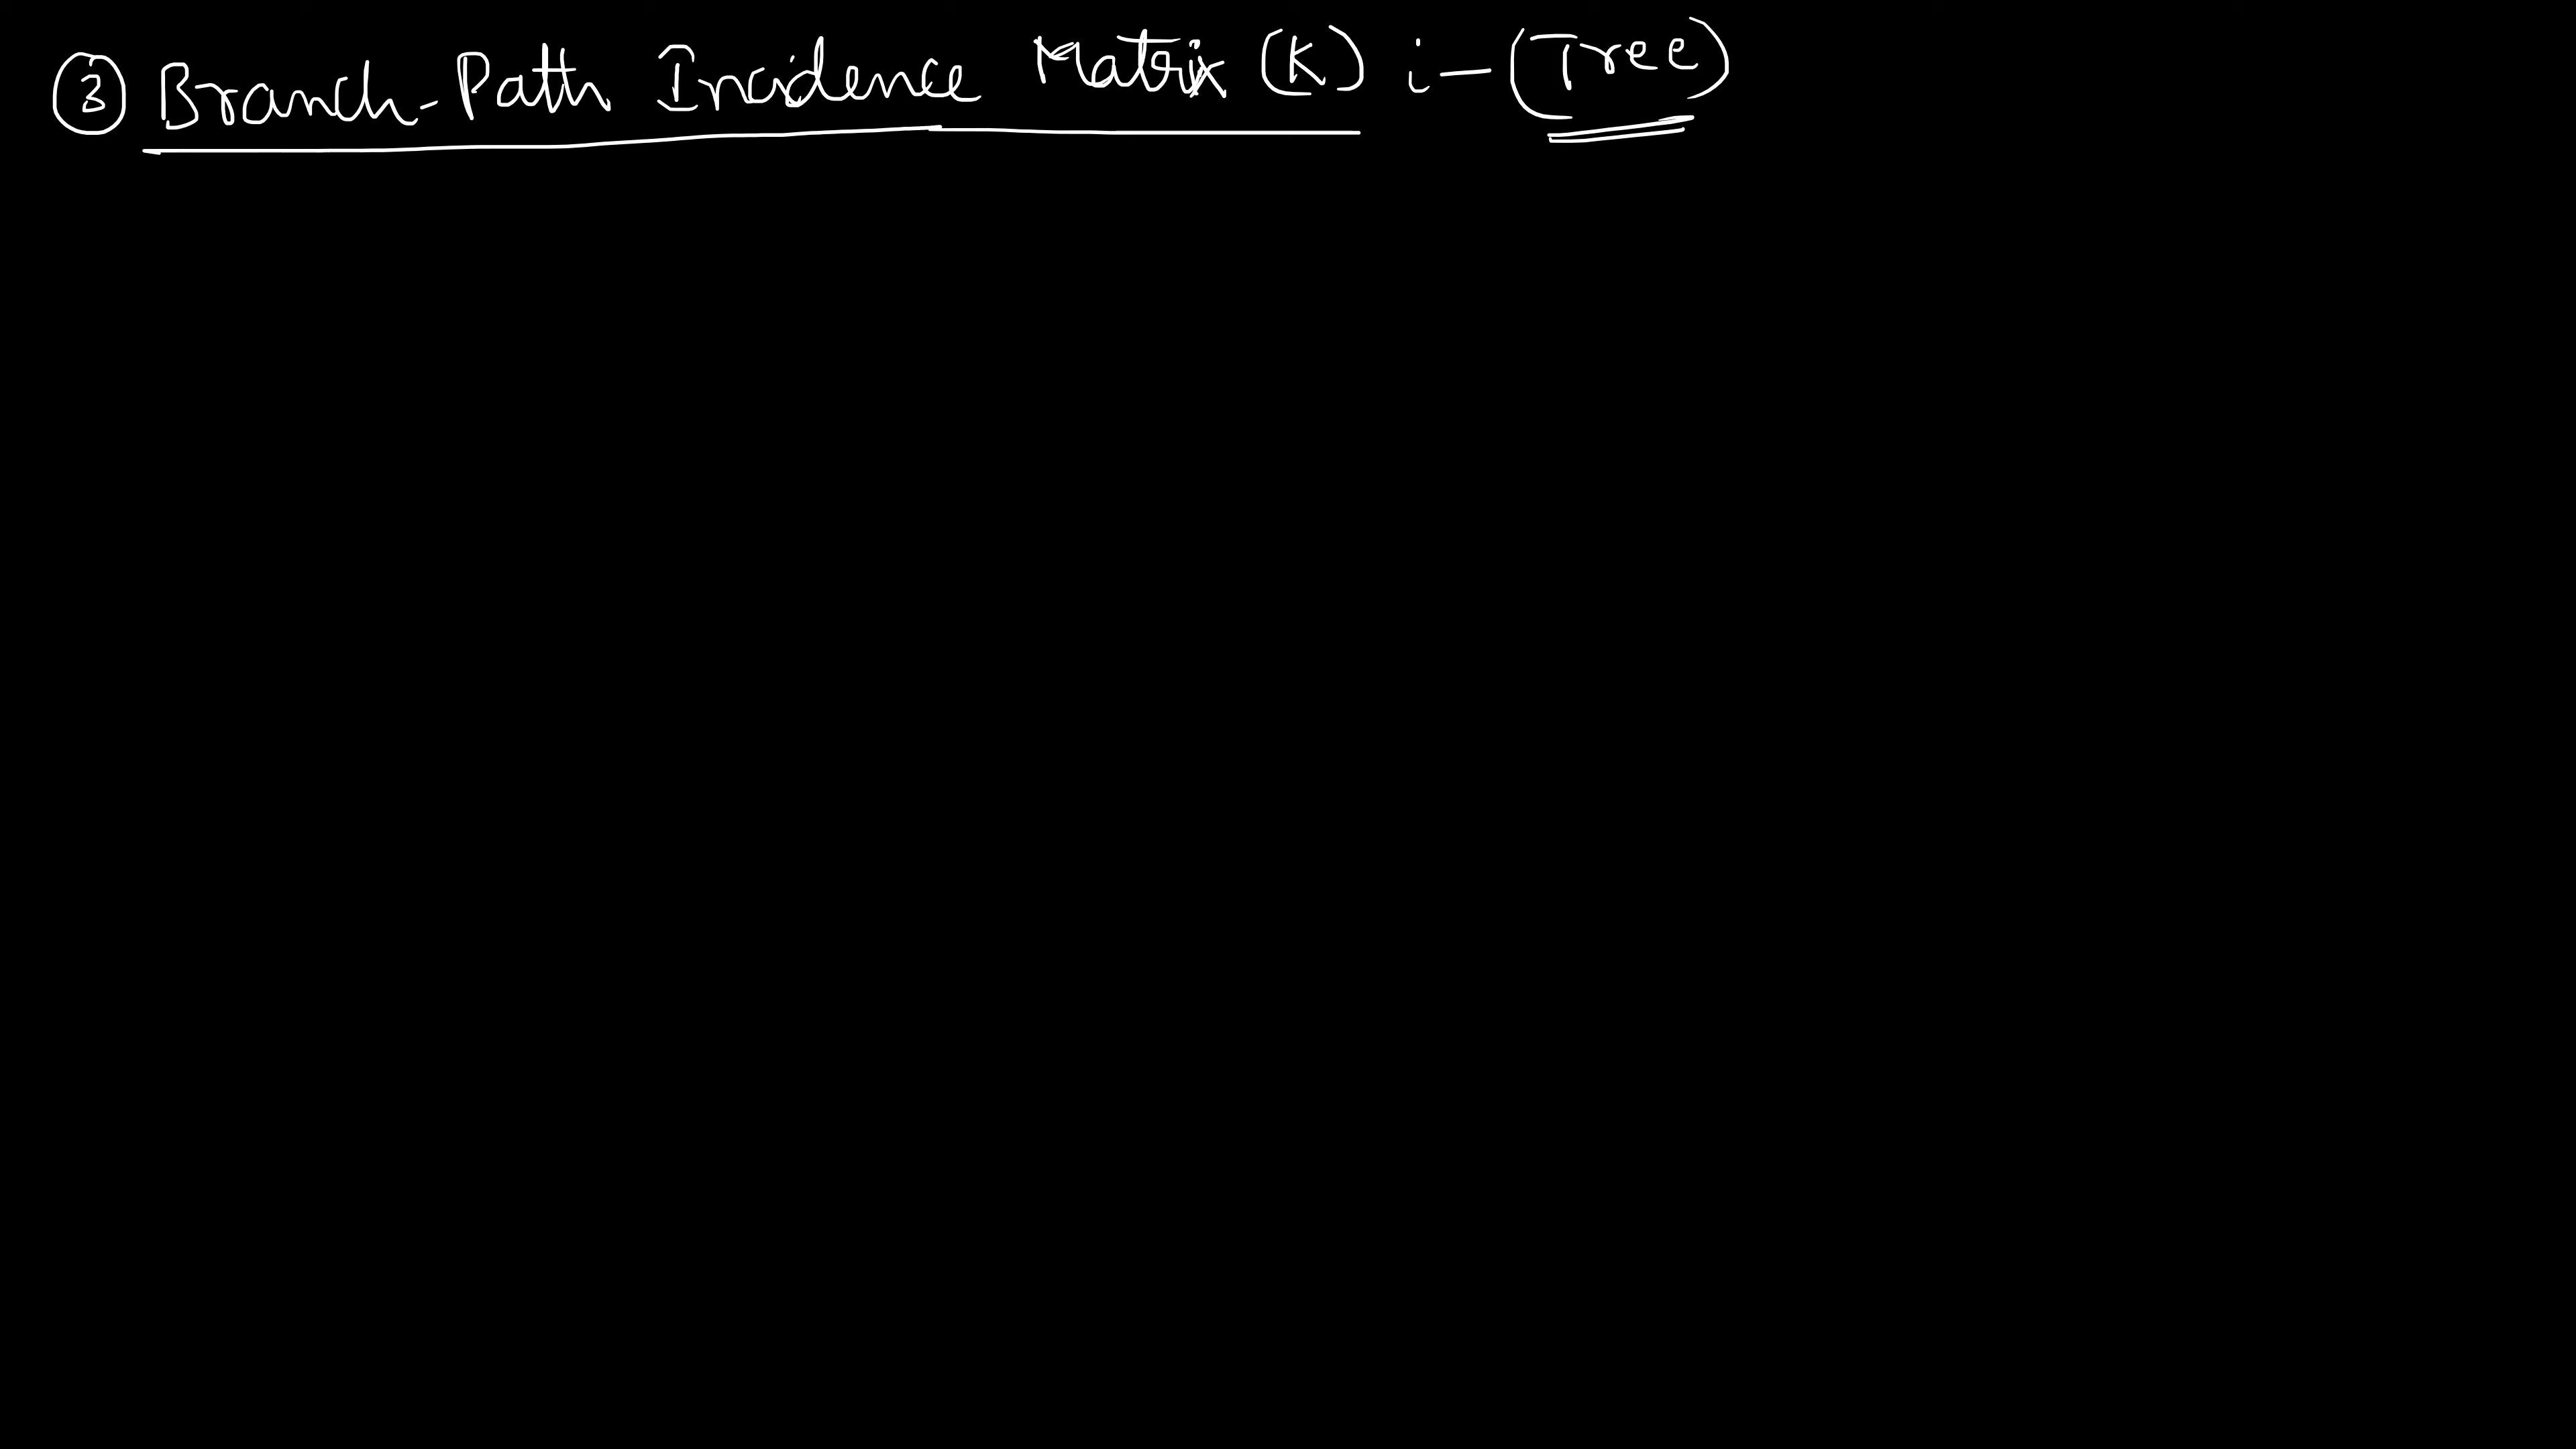 ③ Branch-Path Incidence Matrix (K) :- (Tree)